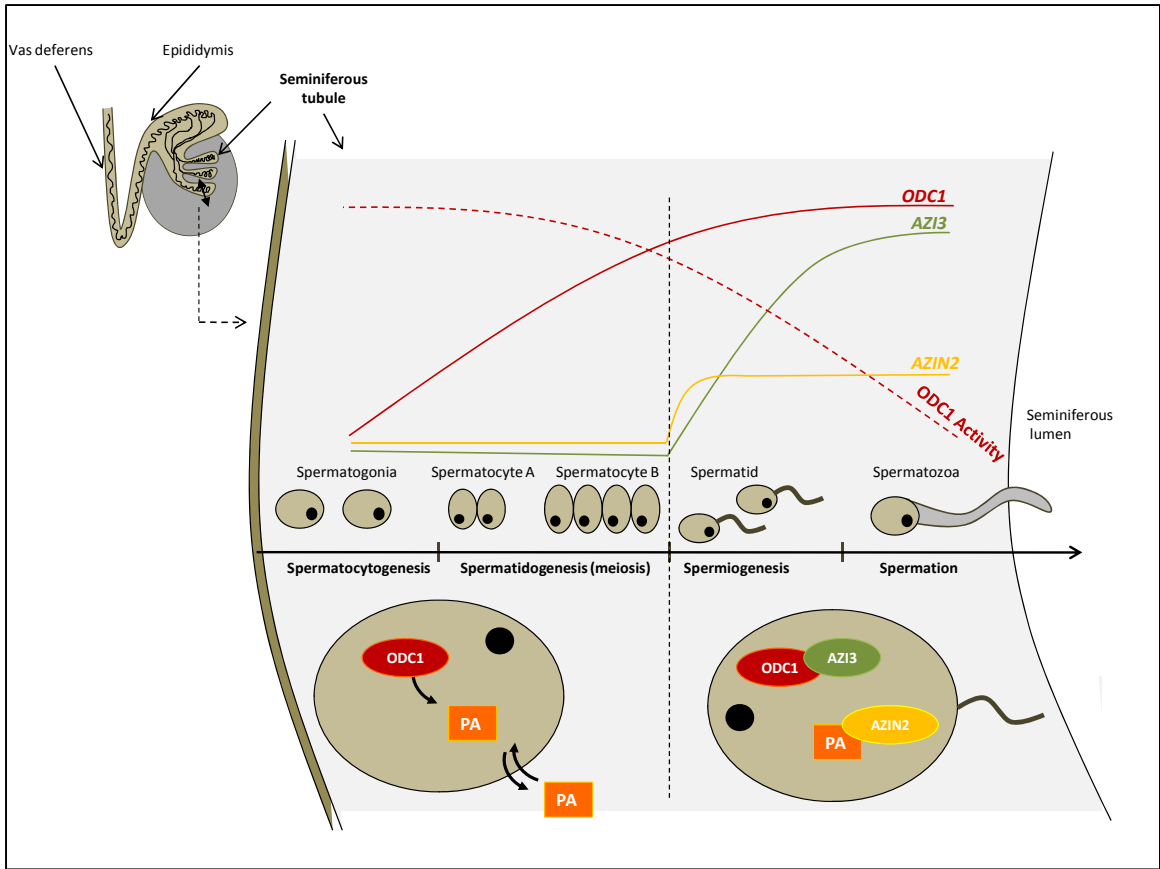 Vas deferens
Epididymis
Seminiferous
tubule
ODC1
AZI3
AZIN2
ODC1 Activity
Seminiferous
lumen
Spermatogonia
Spermatocyte A
Spermatocyte B
Spermatid
Spermatozoa
Spermatocytogenesis
Spermatidogenesis (meiosis)
Spermiogenesis
Spermation
ODC1
PA
PA
ODC1
AZI3
AZIN2
PA